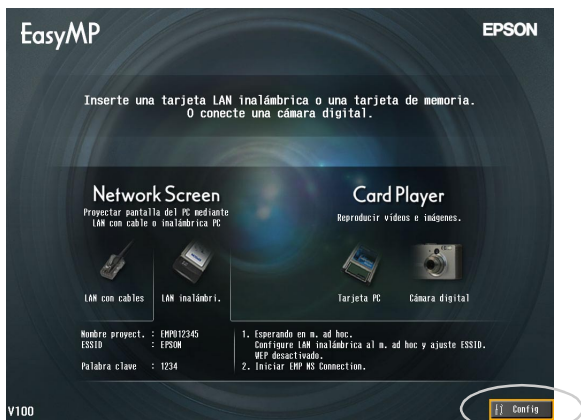 EasyMP
EPSON
Inserte una tarjeta LAN inalámbrica o una tarjeta de memoria.
O conecte una cámara digital.
Network Screen
Proyectar pantalla del PC mediante
LAN con cable o inalámbrica PC
LAN con cables
LAN inalámbri.
Card Player
Reproducir vídeos e imágenes.
Tarjeta PC
Cámara digital
Nombre proyect. : EMP012345
ESSID : EPSON
Palabra clave : 1234
1. Esperando en m. ad hoc.
Configure LAN inalámbrica al m. ad hoc y ajuste ESSID.
WEP desactivado.
2. Iniciar EMP NS Connection.
V100
Config